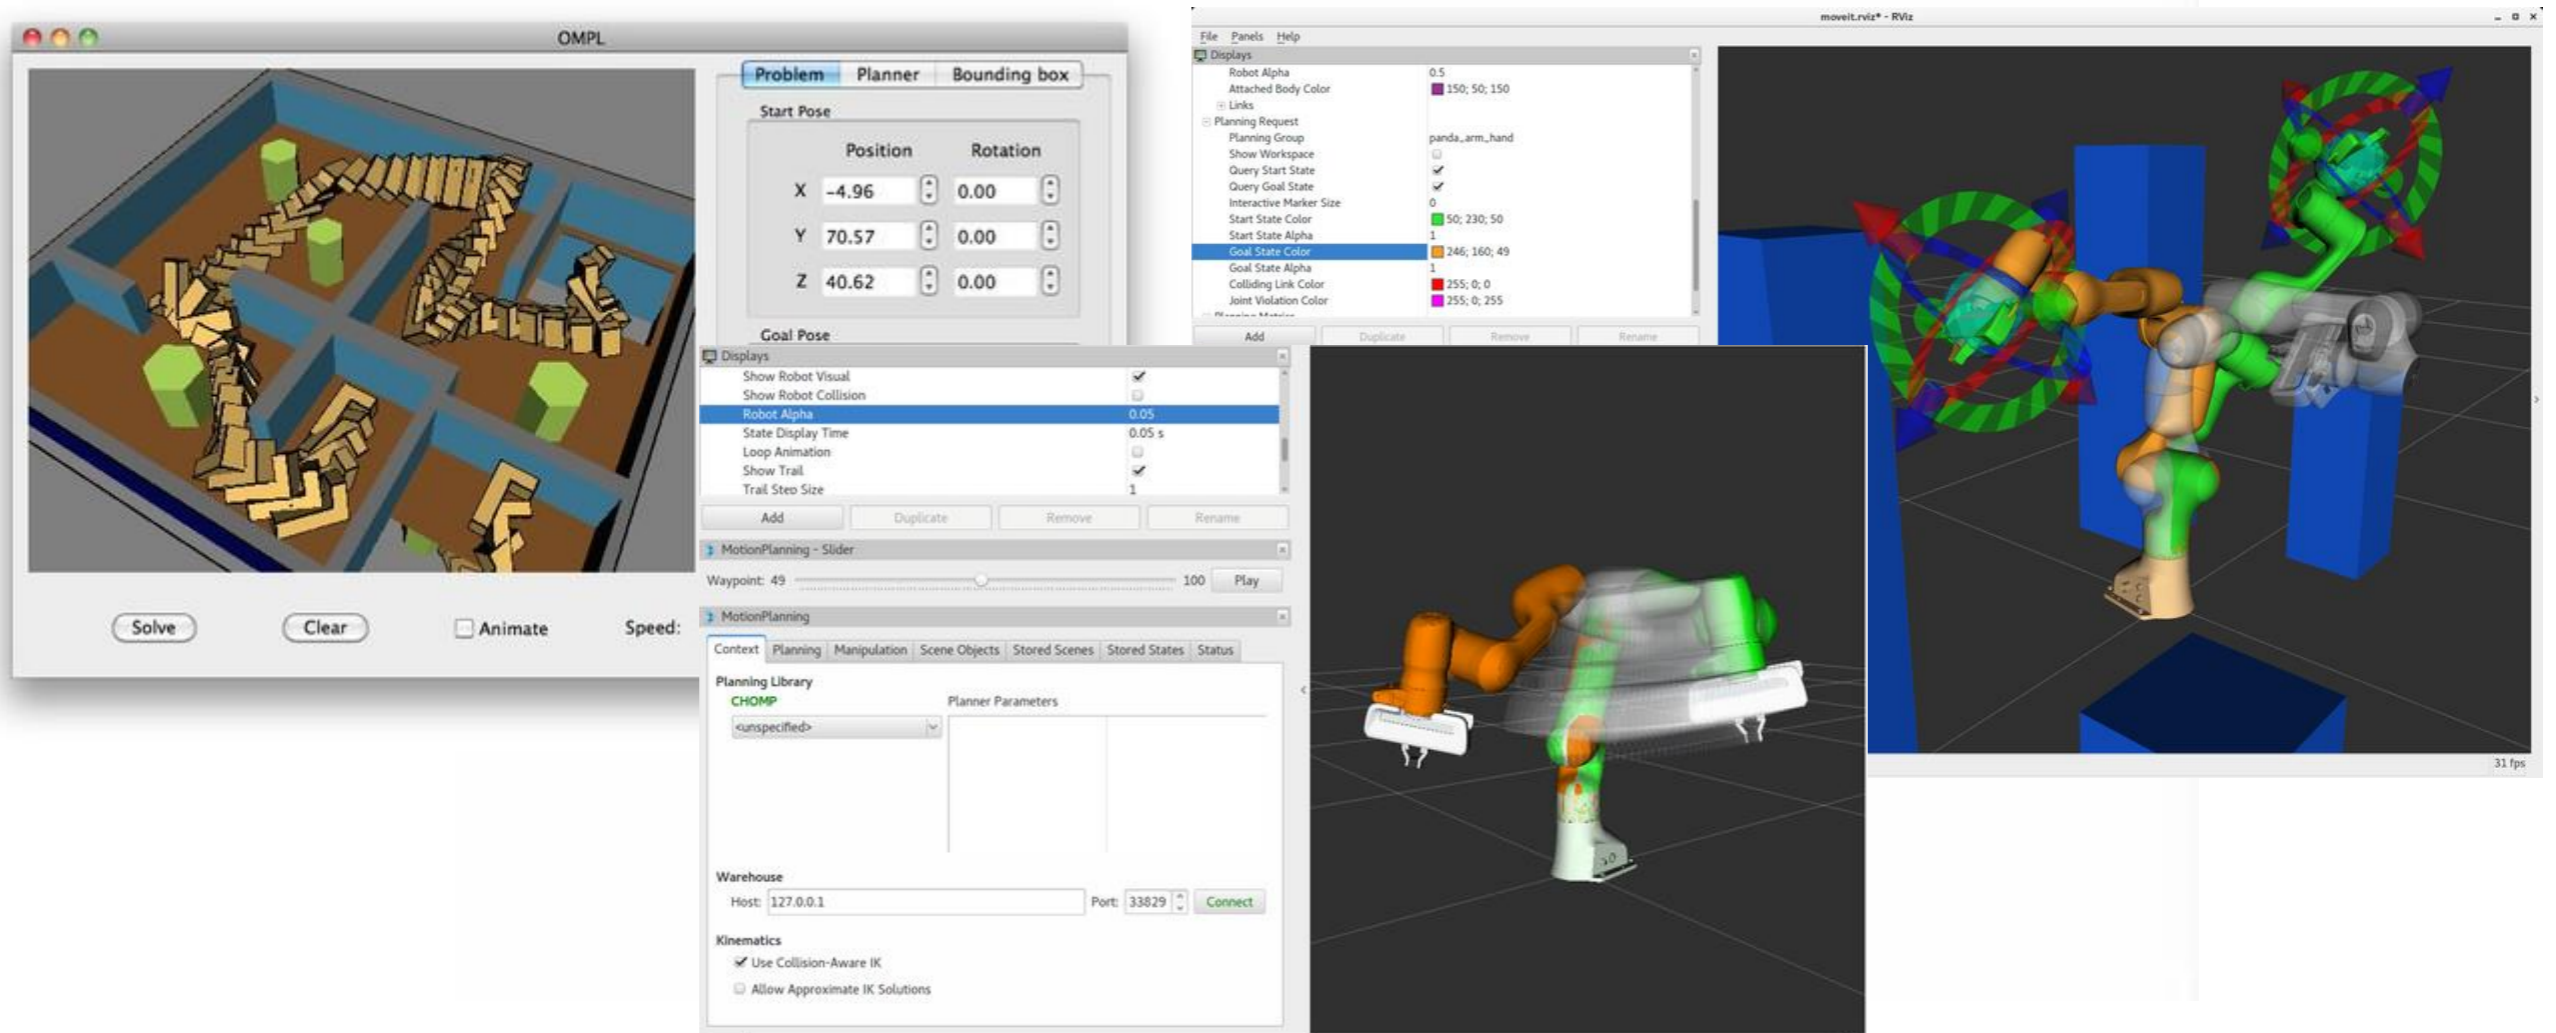 OMPL
Problem Planner Bounding box
Start Pose
Position Rotation
X -4.96 0.00
Y 70.57 0.00
Z 40.62 0.00
Goal Pose
Solve Clear Animate Speed:
moveit.rviz* - RViz
File Panels Help
Displays
Robot Alpha 0.5
Attached Body Color 150; 50; 150
Links
Planning Request
Planning Group panda_arm_hand
Show Workspace
Query Start State
Query Goal State
Interactive Marker Size 0
Start State Color 50; 230; 50
Start State Alpha 1
Goal State Color 246; 160; 49
Goal State Alpha 1
Colliding Link Color 255; 0; 0
Joint Violation Color 255; 0; 255
Planning Metrics
Add Duplicate Remove Rename
31 fps
Displays
Show Robot Visual
Show Robot Collision
Robot Alpha 0.05
State Display Time 0.05 s
Loop Animation
Show Trail
Trail Step Size 1
Add Duplicate Remove Rename
MotionPlanning - Slider
Waypoint: 49 100 Play
MotionPlanning
Context Planning Manipulation Scene Objects Stored Scenes Stored States Status
Planning Library
CHOMP Planner Parameters
<unspecified>
Warehouse
Host: 127.0.0.1 Port: 33829 Connect
Kinematics
Use Collision-Aware IK
Allow Approximate IK Solutions